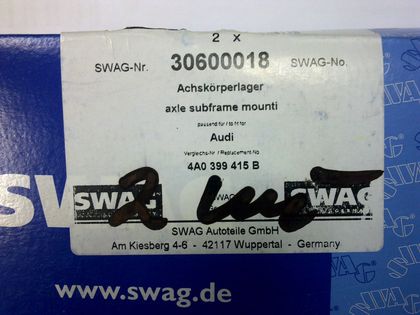 2 x
SWAG-Nr. 30600018 SWAG-No.
Achskörperlager
axle subframe mounti
passend für / to fit for
Audi
Vergleichs-Nr. / Replacement-No.
4A0 399 415 B
SWAG SWAG
SWAG Autoteile GmbH
Am Kiesberg 4-6 - 42117 Wuppertal - Germany
www.swag.de